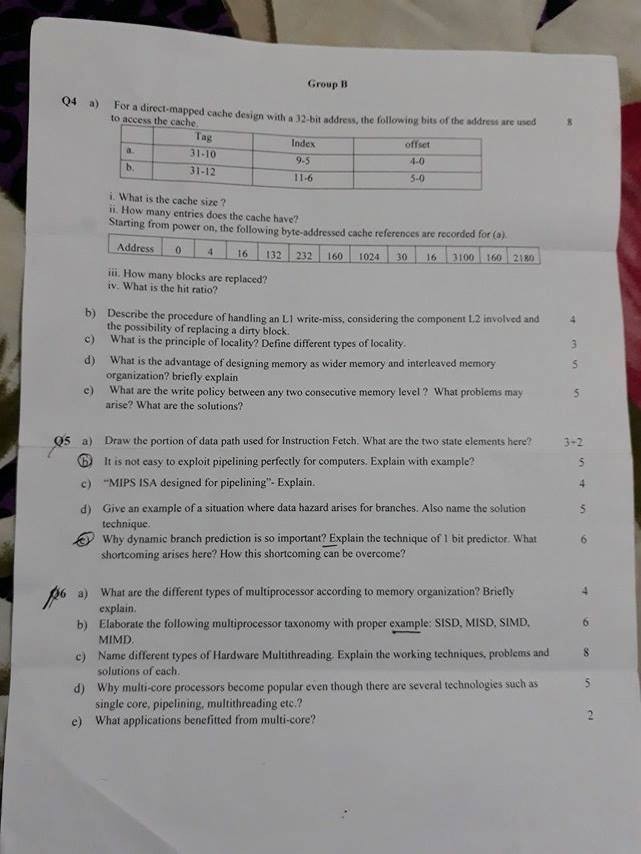 Group B
Q4 a) For a direct-mapped cache design with a 32-bit address, the following bits of the address are used 8
to access the cache.
Tag Index offset
a. 31-10 9-5 4-0
b. 31-12 11-6 5-0
i. What is the cache size ?
ii. How many entries does the cache have?
Starting from power on, the following byte-addressed cache references are recorded for (a).
Address 0 4 16 132 232 160 1024 30 16 3100 160 2180
iii. How many blocks are replaced?
iv. What is the hit ratio?
b) Describe the procedure of handling an L1 write-miss, considering the component L2 involved and 4
the possibility of replacing a dirty block.
c) What is the principle of locality? Define different types of locality. 3
d) What is the advantage of designing memory as wider memory and interleaved memory 5
organization? briefly explain
e) What are the write policy between any two consecutive memory level ? What problems may 5
arise? What are the solutions?
Q5 a) Draw the portion of data path used for Instruction Fetch. What are the two state elements here? 3+2
b) It is not easy to exploit pipelining perfectly for computers. Explain with example? 5
c) "MIPS ISA designed for pipelining"- Explain. 4
d) Give an example of a situation where data hazard arises for branches. Also name the solution 5
technique.
e) Why dynamic branch prediction is so important? Explain the technique of 1 bit predictor. What 6
shortcoming arises here? How this shortcoming can be overcome?
Q6 a) What are the different types of multiprocessor according to memory organization? Briefly 4
explain.
b) Elaborate the following multiprocessor taxonomy with proper example: SISD, MISD, SIMD, 6
MIMD.
c) Name different types of Hardware Multithreading. Explain the working techniques, problems and 8
solutions of each.
d) Why multi-core processors become popular even though there are several technologies such as 5
single core, pipelining, multithreading etc.?
e) What applications benefitted from multi-core? 2